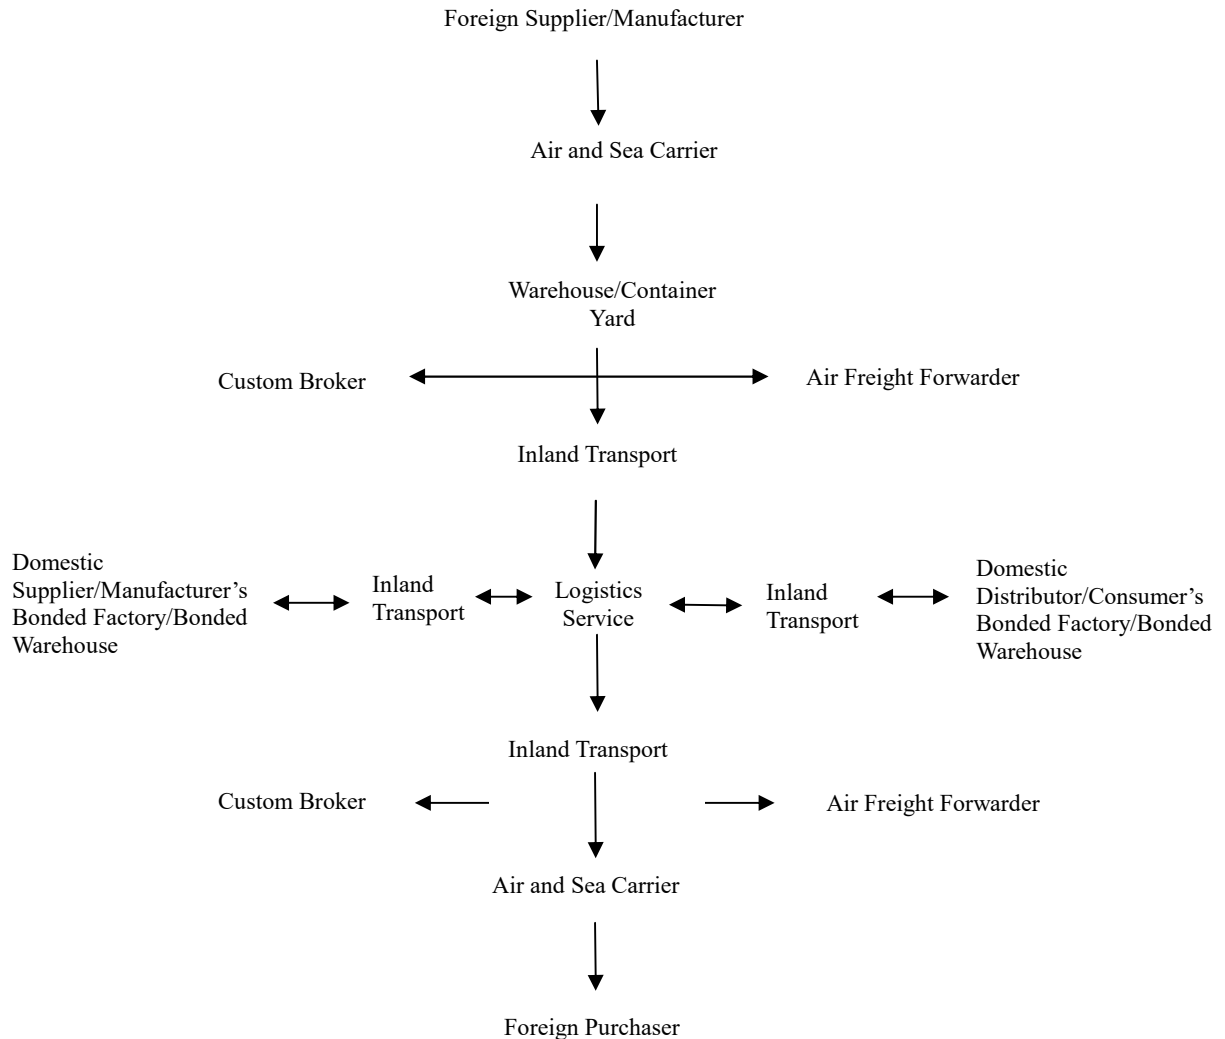 Foreign Supplier/Manufacturer
Air and Sea Carrier
Warehouse/Container
Yard
Custom Broker
Air Freight Forwarder
Inland Transport
Domestic
Supplier/Manufacturer’s
Bonded Factory/Bonded
Warehouse
Inland
Transport
Logistics
Service
Inland
Transport
Domestic
Distributor/Consumer’s
Bonded Factory/Bonded
Warehouse
Inland Transport
Custom Broker
Air Freight Forwarder
Air and Sea Carrier
Foreign Purchaser